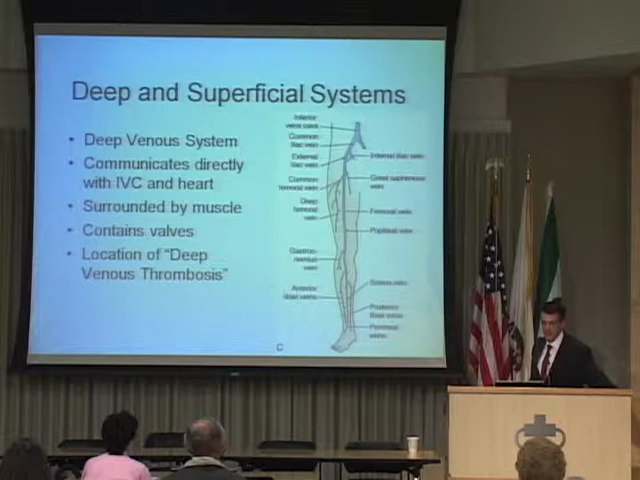 Deep and Superficial Systems
• Deep Venous System
• Communicates directly
with IVC and heart
• Surrounded by muscle
• Contains valves
• Location of "Deep
Venous Thrombosis"
Inferior
vena cava
Common
iliac vein
External
iliac vein
Internal iliac vein
Common
femoral vein
Great saphenous
vein
Deep
femoral
vein
Femoral vein
Popliteal vein
Gastroc-
nemius
vein
Anterior
tibial veins
Soleal vein
Posterior
tibial veins
Peroneal
veins
C